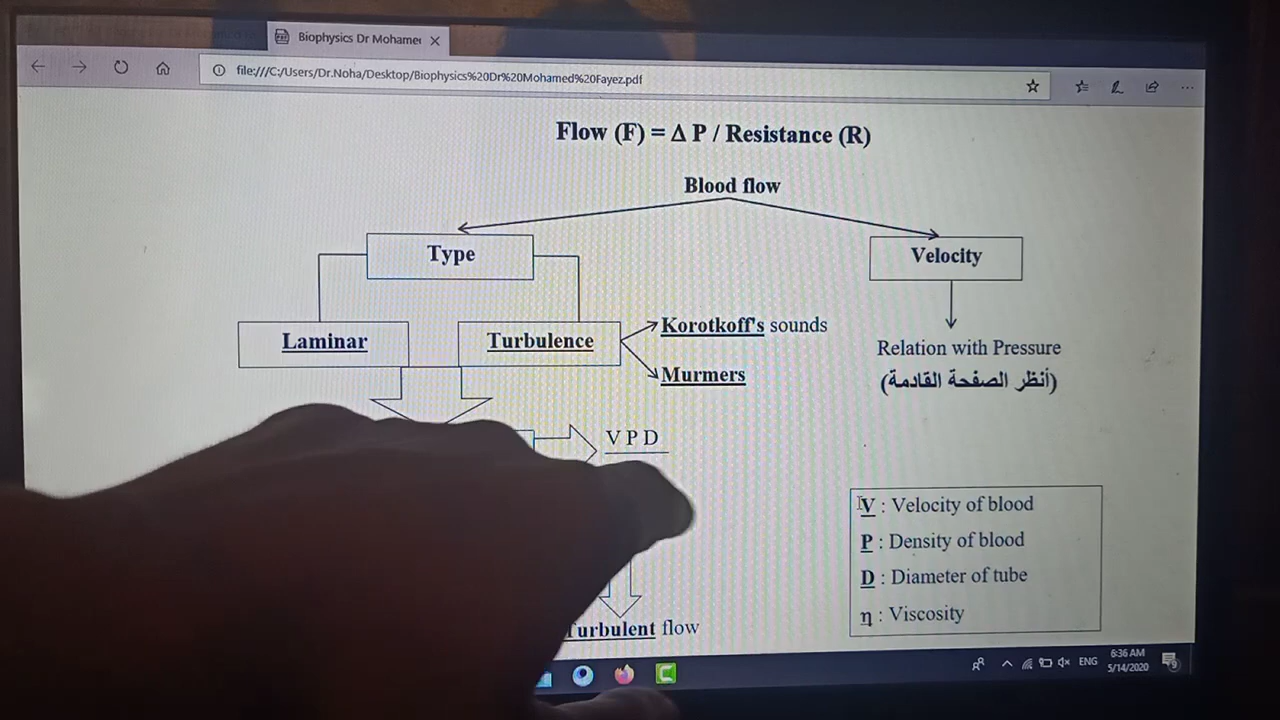 Biophysics Dr Mohame
file:///C:/Users/Dr.Noha/Desktop/Biophysics%20Dr%20Mohamed%20Fayez.pdf
Flow (F) = Δ P / Resistance (R)
Blood flow
Type
Velocity
Laminar
Turbulence
Korotkoff's sounds
Murmers
Relation with Pressure
(أنظر الصفحة القادمة)
V P D
V : Velocity of blood
P : Density of blood
D : Diameter of tube
η : Viscosity
Turbulent flow
ENG
6:36 AM
5/14/2020